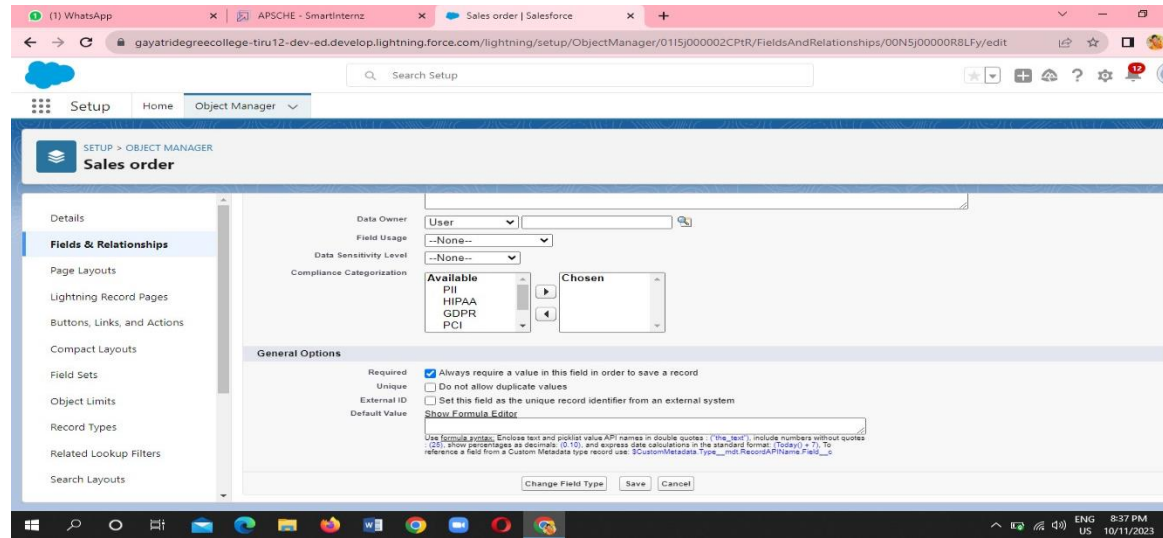 (1) WhatsApp
APSCHE - SmartInternz
Sales order | Salesforce
gayatridegreecollege-tiru12-dev-ed.develop.lightning.force.com/lightning/setup/ObjectManager/01I5j000002CPtR/FieldsAndRelationships/00N5j00000R8LFy/edit
Search Setup
12
Setup
Home
Object Manager
SETUP > OBJECT MANAGER
Sales order
Details
Fields & Relationships
Page Layouts
Lightning Record Pages
Buttons, Links, and Actions
Compact Layouts
Field Sets
Object Limits
Record Types
Related Lookup Filters
Search Layouts
Data Owner User
Field Usage --None--
Data Sensitivity Level --None--
Compliance Categorization
Available Chosen
PII
HIPAA
GDPR
PCI
General Options
Required Always require a value in this field in order to save a record
Unique Do not allow duplicate values
External ID Set this field as the unique record identifier from an external system
Default Value Show Formula Editor
Use formula syntax: Enclose text and picklist value API names in double quotes : ("the_text"), include numbers without quotes
: (25), show percentages as decimals: (0.10), and express date calculations in the standard format: (Today() + 7), To
reference a field from a Custom Metadata type record use: $CustomMetadata.Type__mdt.RecordAPIName.Field__c
Change Field Type Save Cancel
ENG 8:37 PM
US 10/11/2023